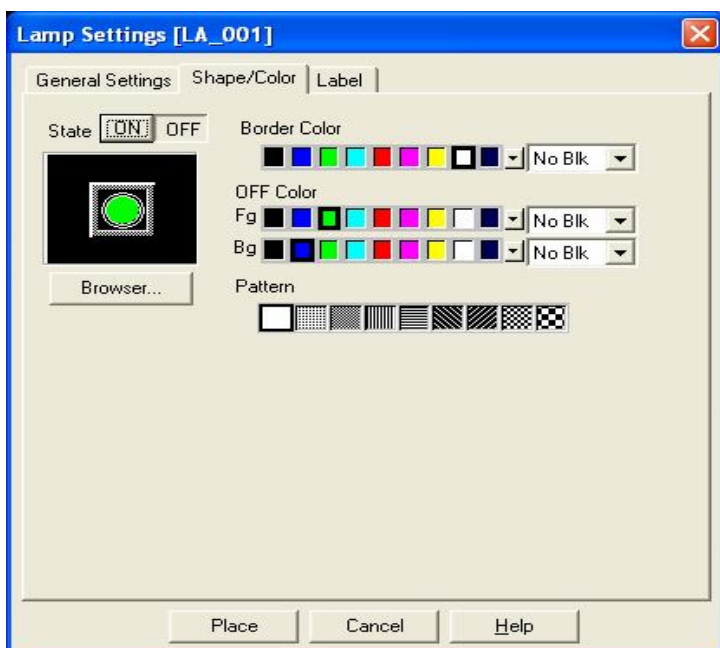 Lamp Settings [LA_001]
General Settings Shape/Color Label
State ON OFF Border Color
No Blk
OFF Color
Fg No Blk
Bg No Blk
Browser... Pattern
Place Cancel Help